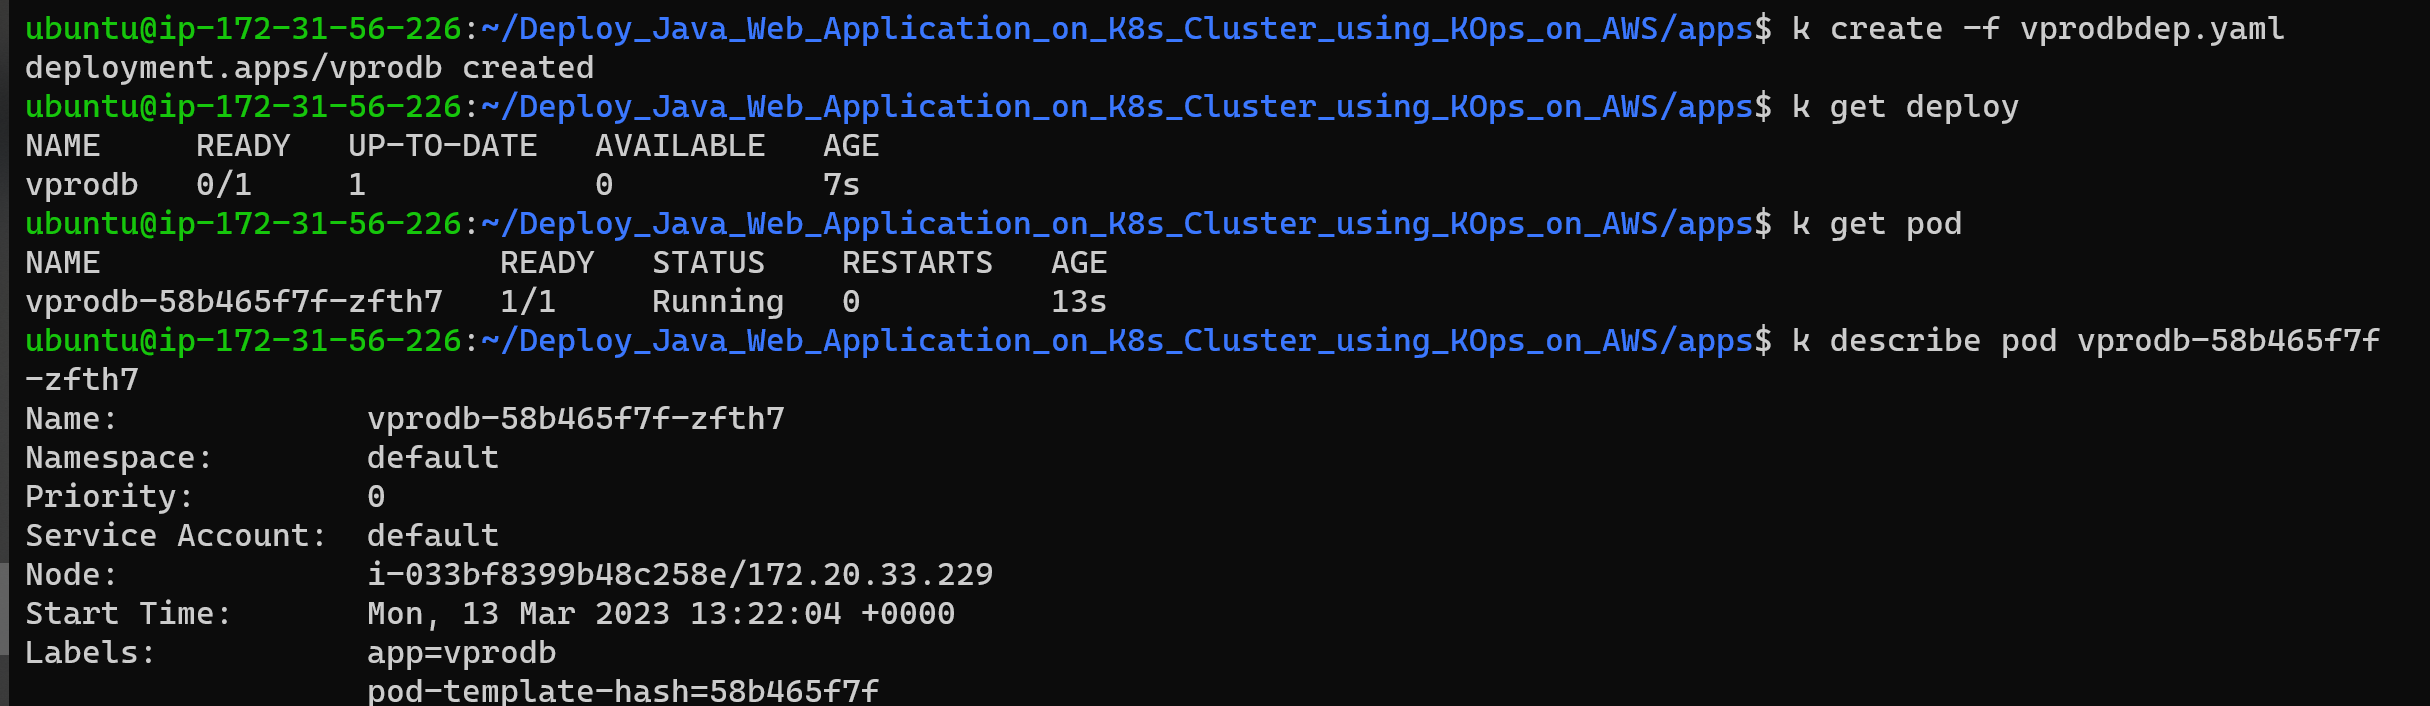 ubuntu@ip-172-31-56-226:~/Deploy_Java_Web_Application_on_K8s_Cluster_using_KOps_on_AWS/apps$ k create -f vprodbdep.yaml
deployment.apps/vprodb created
ubuntu@ip-172-31-56-226:~/Deploy_Java_Web_Application_on_K8s_Cluster_using_KOps_on_AWS/apps$ k get deploy
NAME     READY   UP-TO-DATE   AVAILABLE   AGE
vprodb   0/1     1            0           7s
ubuntu@ip-172-31-56-226:~/Deploy_Java_Web_Application_on_K8s_Cluster_using_KOps_on_AWS/apps$ k get pod
NAME                     READY   STATUS    RESTARTS   AGE
vprodb-58b465f7f-zfth7   1/1     Running   0          13s
ubuntu@ip-172-31-56-226:~/Deploy_Java_Web_Application_on_K8s_Cluster_using_KOps_on_AWS/apps$ k describe pod vprodb-58b465f7f
-zfth7
Name:             vprodb-58b465f7f-zfth7
Namespace:        default
Priority:         0
Service Account:  default
Node:             i-033bf8399b48c258e/172.20.33.229
Start Time:       Mon, 13 Mar 2023 13:22:04 +0000
Labels:           app=vprodb
                  pod-template-hash=58b465f7f